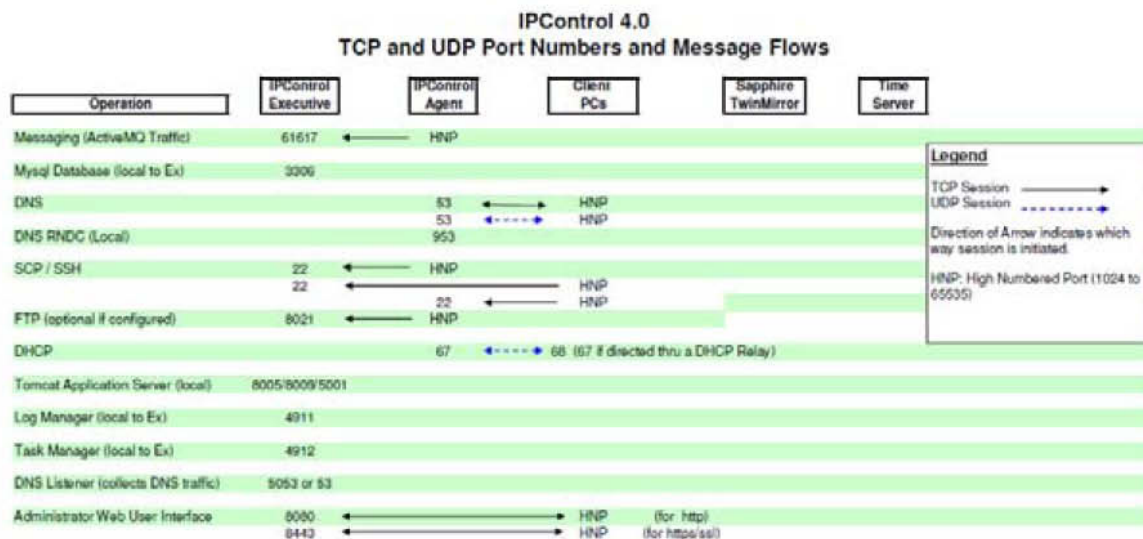 IPControl 4.0
TCP and UDP Port Numbers and Message Flows
Operation
IPControl Executive
IPControl Agent
Client PCs
Sapphire TwinMirror
Time Server
Messaging (ActiveMQ Traffic) 61617 HNP
Mysql Database (local to Ex) 3306
DNS 53 HNP
53 HNP
DNS RNDC (Local) 953
SCP / SSH 22 HNP
22 HNP
22 HNP
FTP (optional if configured) 8021 HNP
DHCP 67 68 (67 if directed thru a DHCP Relay)
Tomcat Application Server (local) 8005/8009/5001
Log Manager (local to Ex) 4911
Task Manager (local to Ex) 4912
DNS Listener (collects DNS traffic) 5053 or 53
Administrator Web User Interface 8080 HNP (for http)
8443 HNP (for https/ssl)
Legend
TCP Session
UDP Session
Direction of Arrow indicates which
way session is initiated.
HNP: High Numbered Port (1024 to
65535)